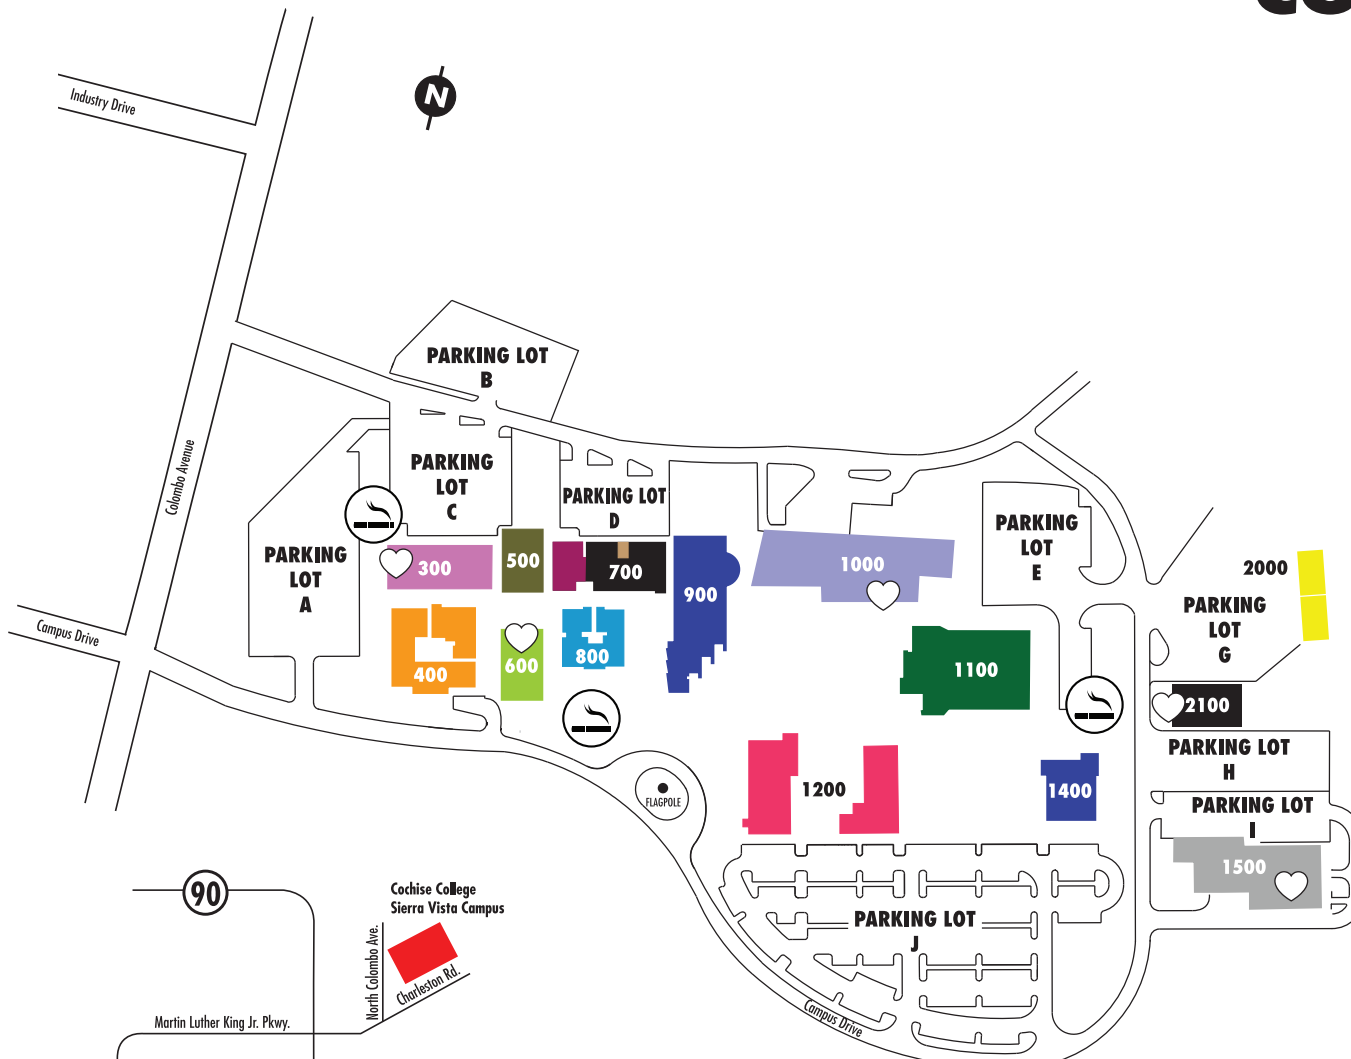 Industry Drive
N
PARKING LOT
B
Colombo Avenue
PARKING
LOT
C
PARKING LOT
D
PARKING
LOT
E
PARKING
LOT
A
300
500
700
900
1000
2000
PARKING
LOT
G
Campus Drive
400
600
800
1100
2100
PARKING LOT
H
FLAGPOLE
1200
1400
PARKING LOT
I
1500
90
Cochise College
Sierra Vista Campus
PARKING LOT
J
North Colombo Ave.
Charleston Rd.
Martin Luther King Jr. Pkwy.
Campus Drive